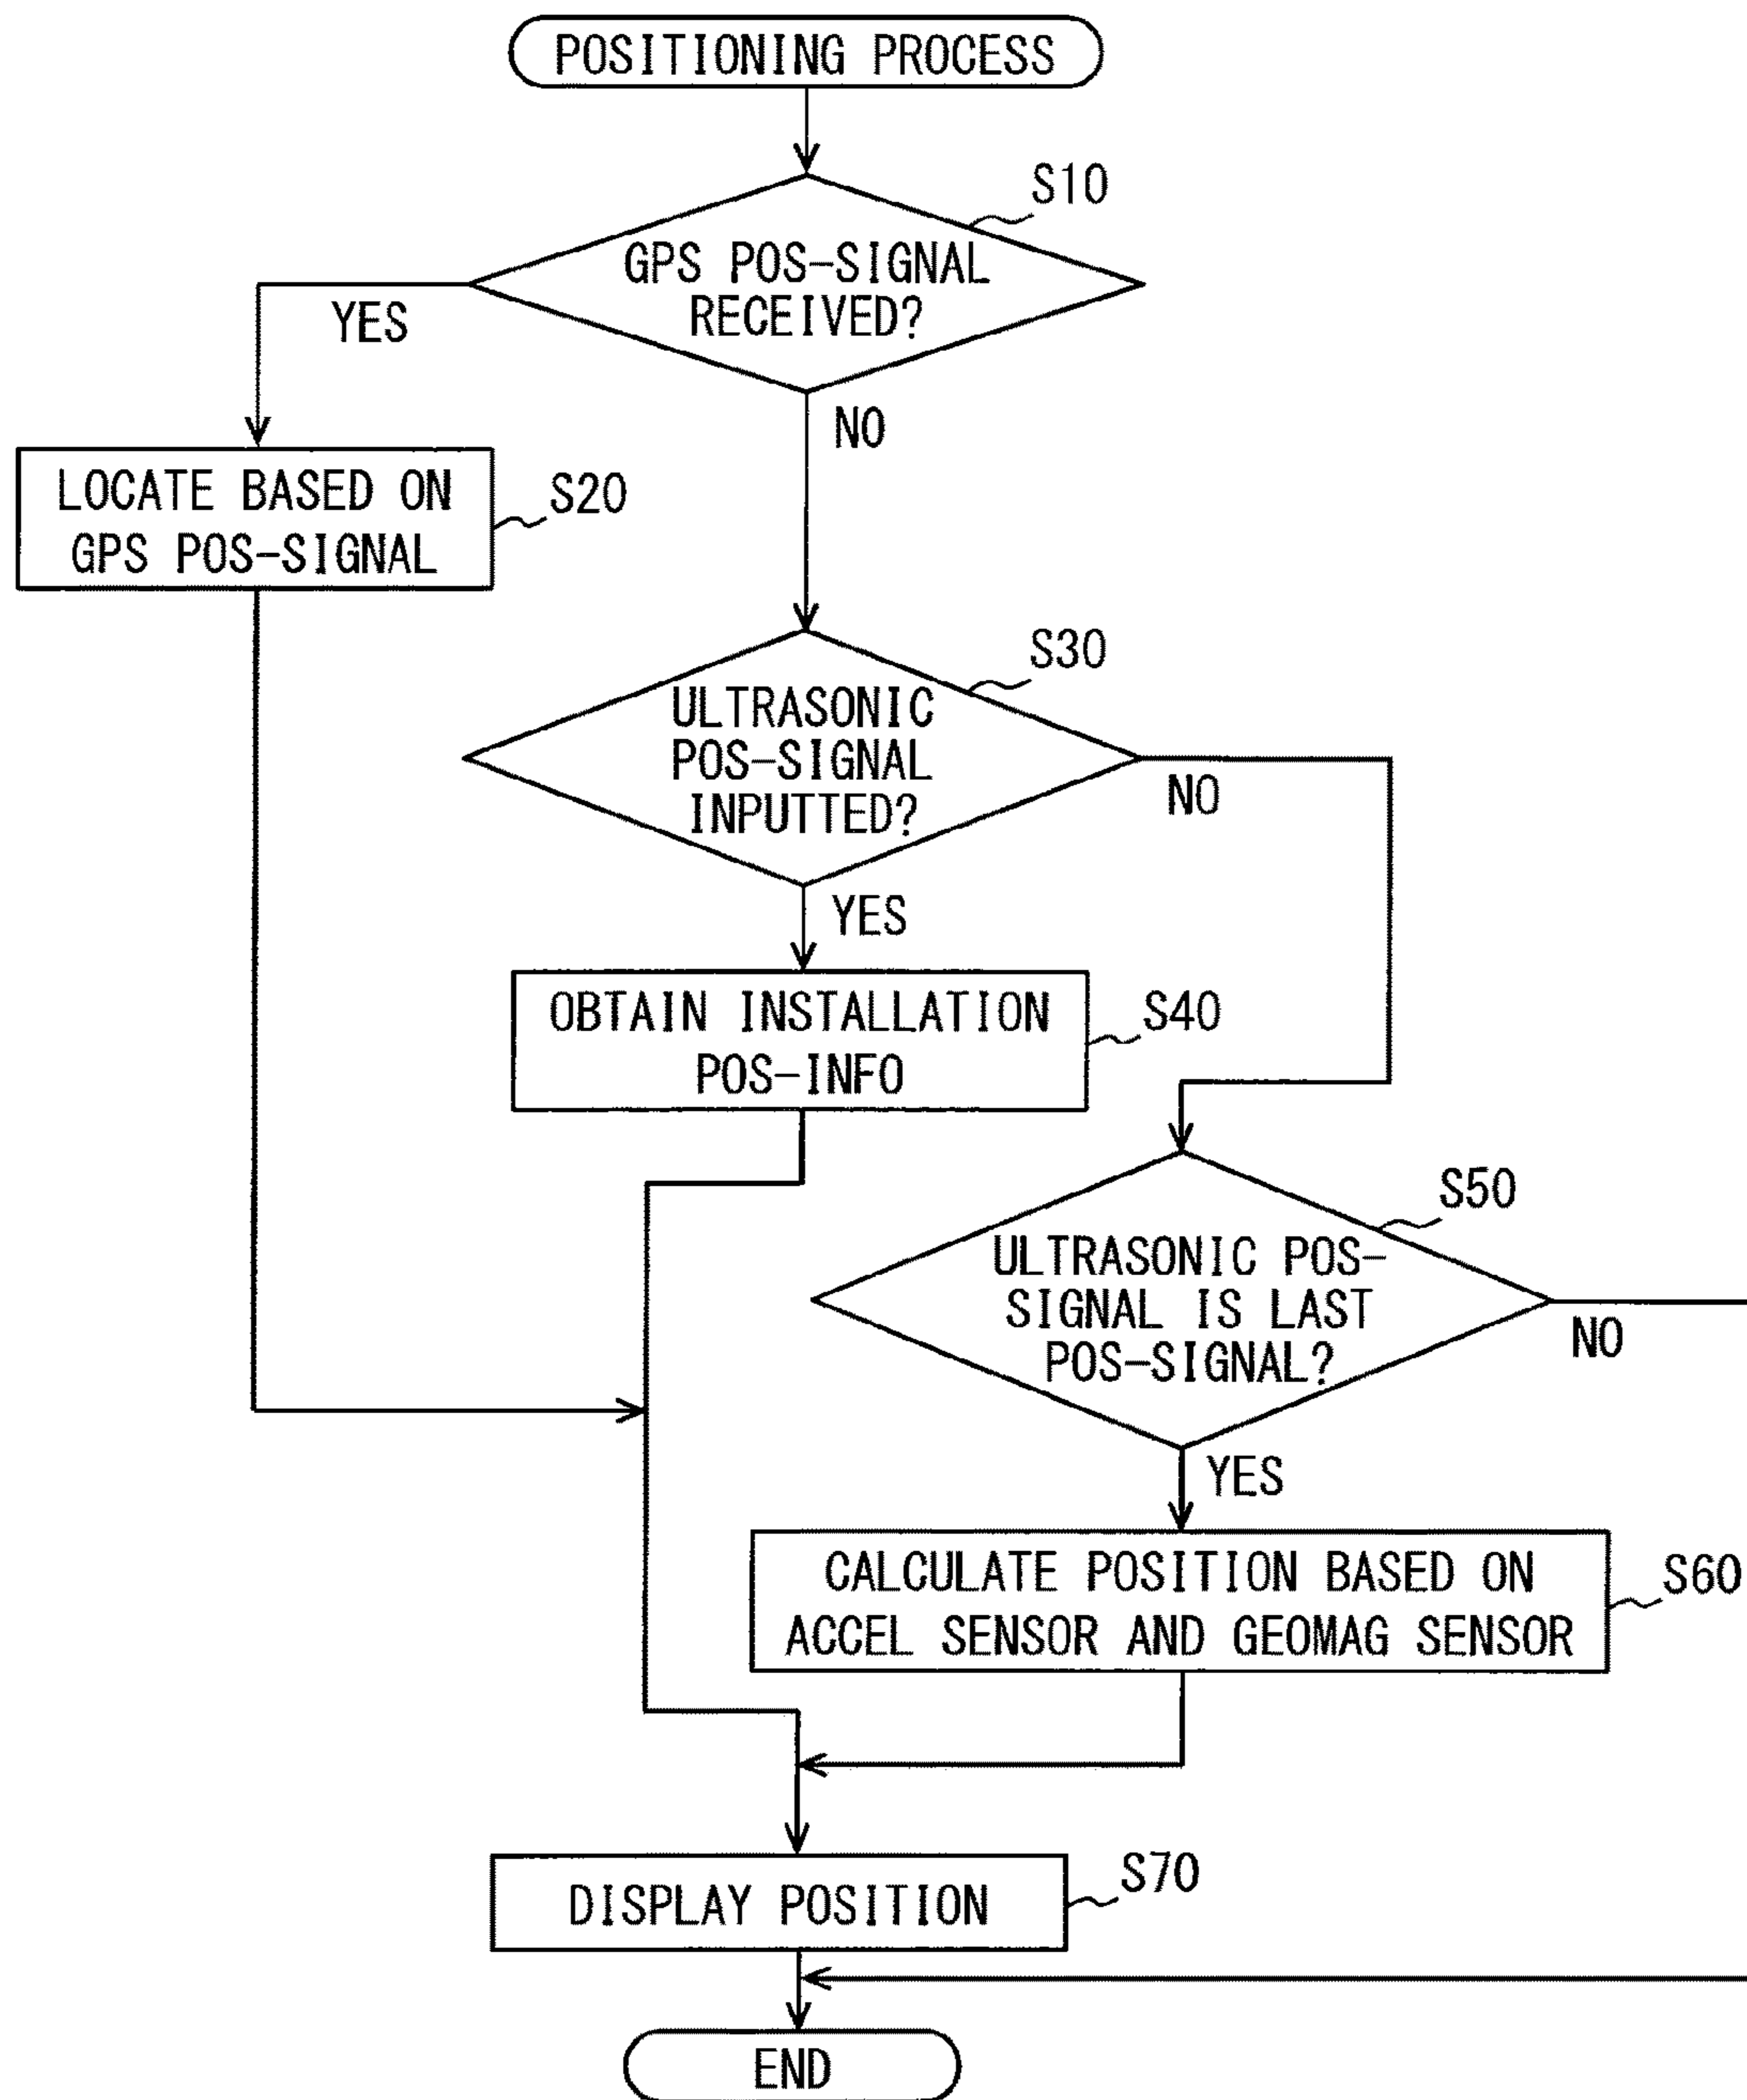 POSITIONING PROCESS
S10
GPS POS-SIGNAL
RECEIVED?
YES
NO
LOCATE BASED ON
GPS POS-SIGNAL
S20
S30
ULTRASONIC
POS-SIGNAL
INPUTTED?
NO
YES
OBTAIN INSTALLATION
POS-INFO
S40
S50
ULTRASONIC POS-
SIGNAL IS LAST
POS-SIGNAL?
NO
YES
CALCULATE POSITION BASED ON
ACCEL SENSOR AND GEOMAG SENSOR
S60
DISPLAY POSITION
S70
END